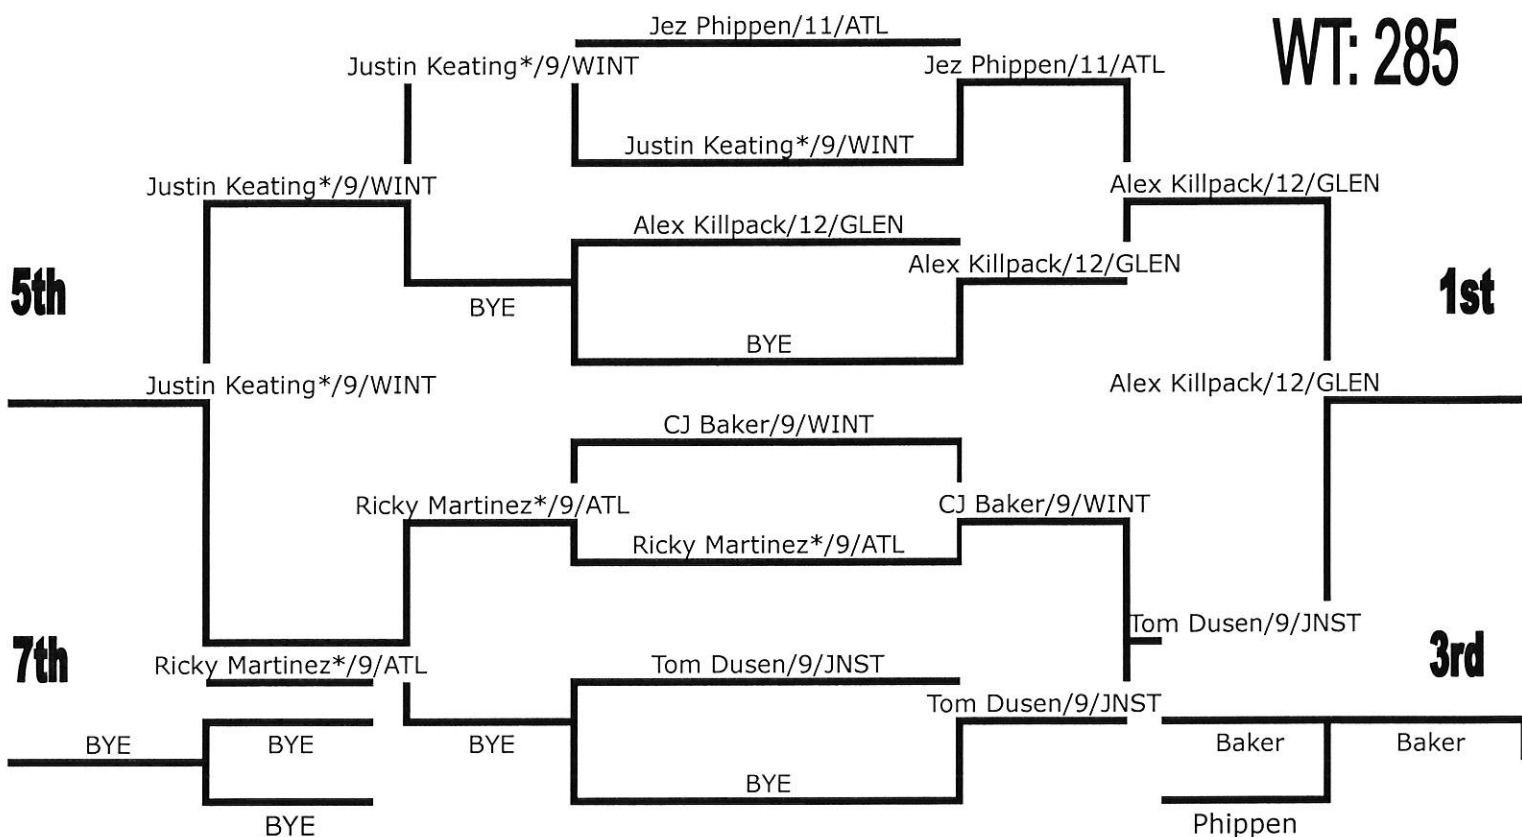 Jez Phippen/11/ATL
WT: 285
Justin Keating*/9/WINT
Jez Phippen/11/ATL
Justin Keating*/9/WINT
Justin Keating*/9/WINT
Alex Killpack/12/GLEN
Alex Killpack/12/GLEN
Alex Killpack/12/GLEN
5th
BYE
1st
BYE
Justin Keating*/9/WINT
Alex Killpack/12/GLEN
CJ Baker/9/WINT
Ricky Martinez*/9/ATL
CJ Baker/9/WINT
Ricky Martinez*/9/ATL
Tom Dusen/9/JNST
7th
Ricky Martinez*/9/ATL
Tom Dusen/9/JNST
3rd
Tom Dusen/9/JNST
BYE
BYE
BYE
Baker
Baker
BYE
BYE
Phippen